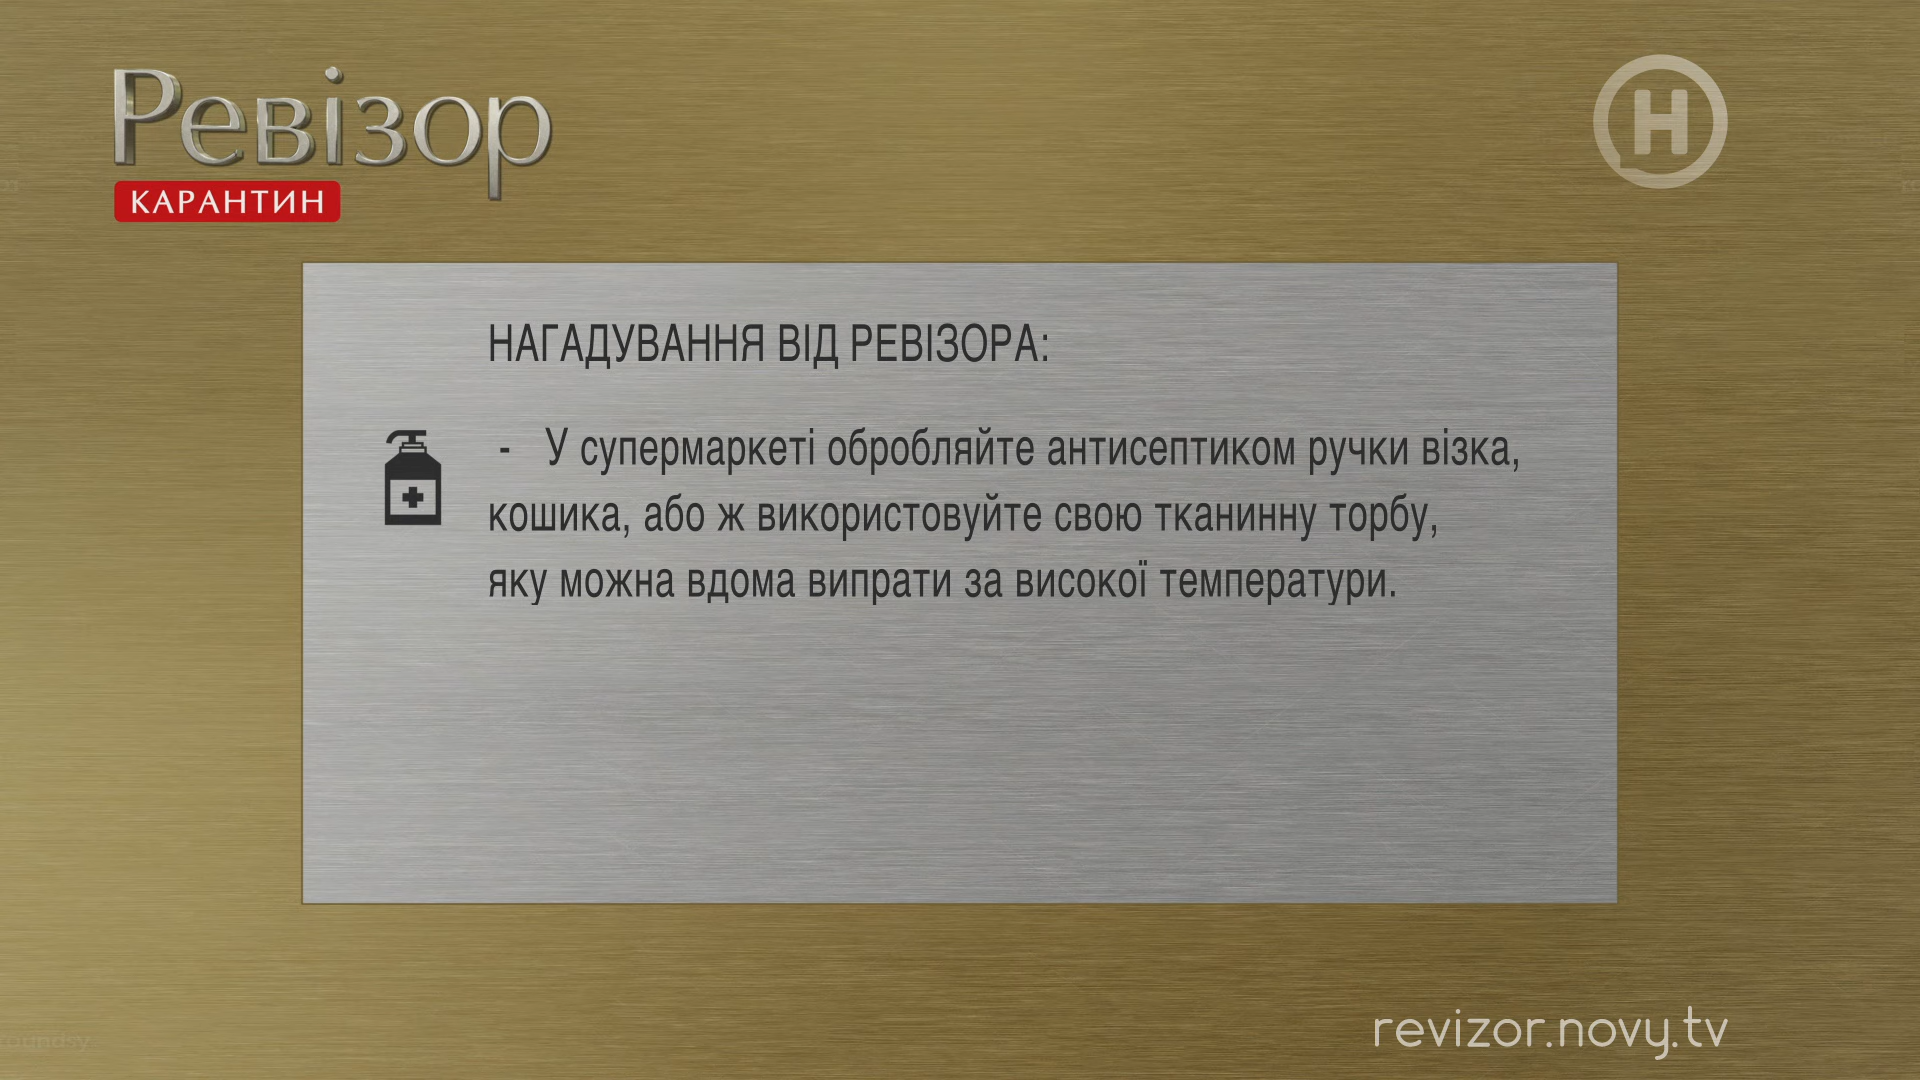 Ревізор
КАРАНТИН
Н
НАГАДУВАННЯ ВІД РЕВІЗОРА:
- У супермаркеті обробляйте антисептиком ручки візка,
кошика, або ж використовуйте свою тканинну торбу,
яку можна вдома випрати за високої температури.
revizor.novy.tv